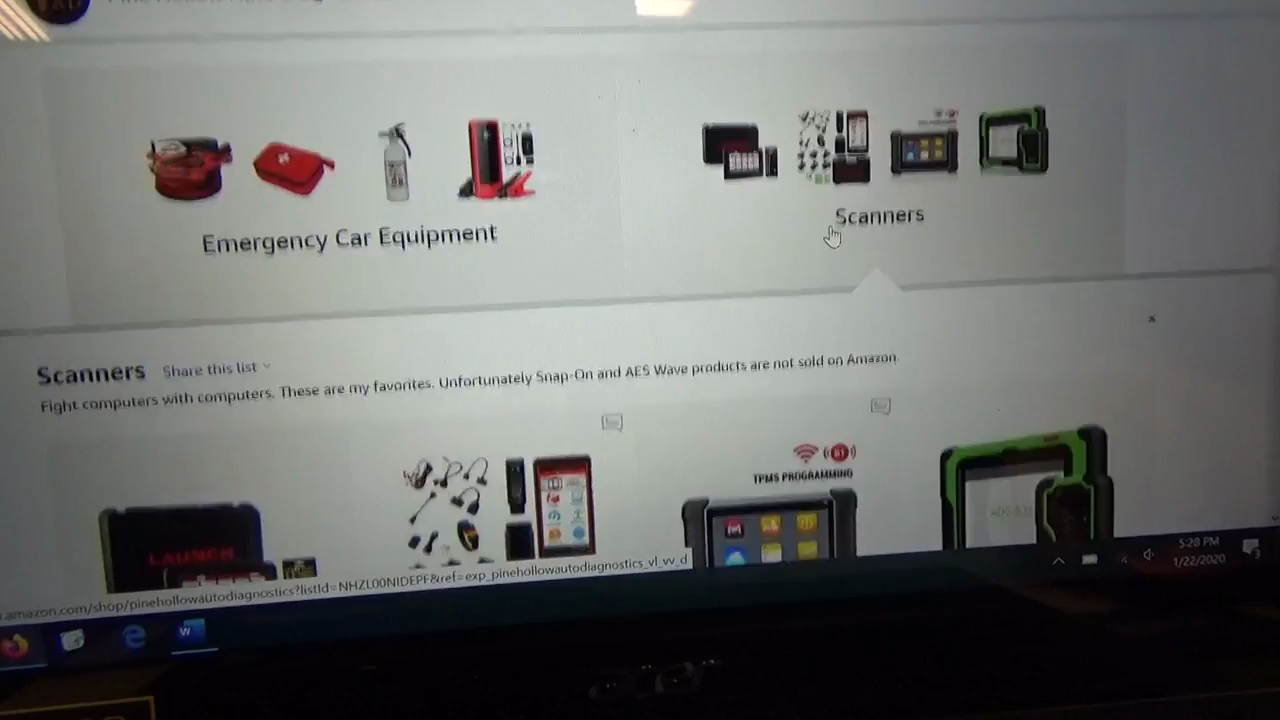 Emergency Car Equipment
Scanners
Scanners Share this list
Fight computers with computers. These are my favorites. Unfortunately Snap-On and AES Wave products are not sold on Amazon.
TPMS PROGRAMMING
LAUNCH
5:28 PM
1/22/2020
.amazon.com/shop/pinehollowautodiagnostics?listId=NHZL00NIDEPF&ref=exp_pinehollowautodiagnostics_vl_vv_d
W
acer